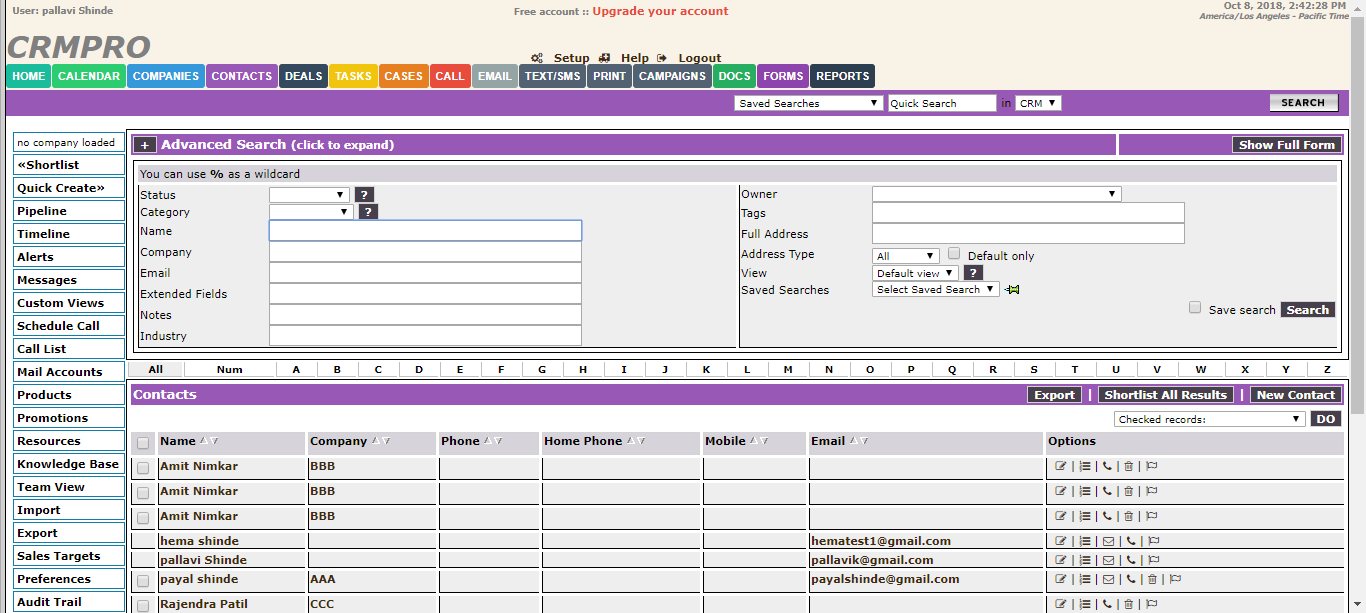 User: pallavi Shinde Free account :: Upgrade your account Oct 8, 2018, 2:42:28 PM
America/Los Angeles - Pacific Time
CRMPRO
Setup Help Logout
HOME CALENDAR COMPANIES CONTACTS DEALS TASKS CASES CALL EMAIL TEXT/SMS PRINT CAMPAIGNS DOCS FORMS REPORTS
Saved Searches Quick Search in CRM SEARCH
no company loaded
«Shortlist
Quick Create»
Pipeline
Timeline
Alerts
Messages
Custom Views
Schedule Call
Call List
Mail Accounts
Products
Promotions
Resources
Knowledge Base
Team View
Import
Export
Sales Targets
Preferences
Audit Trail
+ Advanced Search (click to expand) Show Full Form
You can use % as a wildcard
Status ?
Category ?
Name
Company
Email
Extended Fields
Notes
Industry
Owner
Tags
Full Address
Address Type All Default only
View Default view ?
Saved Searches Select Saved Search
Save search Search
All Num A B C D E F G H I J K L M N O P Q R S T U V W X Y Z
Contacts Export | Shortlist All Results | New Contact
Checked records: DO
Name Company Phone Home Phone Mobile Email Options
Amit Nimkar BBB | | | |
Amit Nimkar BBB | | | |
Amit Nimkar BBB | | | |
hema shinde hematest1@gmail.com | | | |
pallavi Shinde pallavik@gmail.com | | | |
payal shinde AAA payalshinde@gmail.com | | | | |
Rajendra Patil CCC | | | |